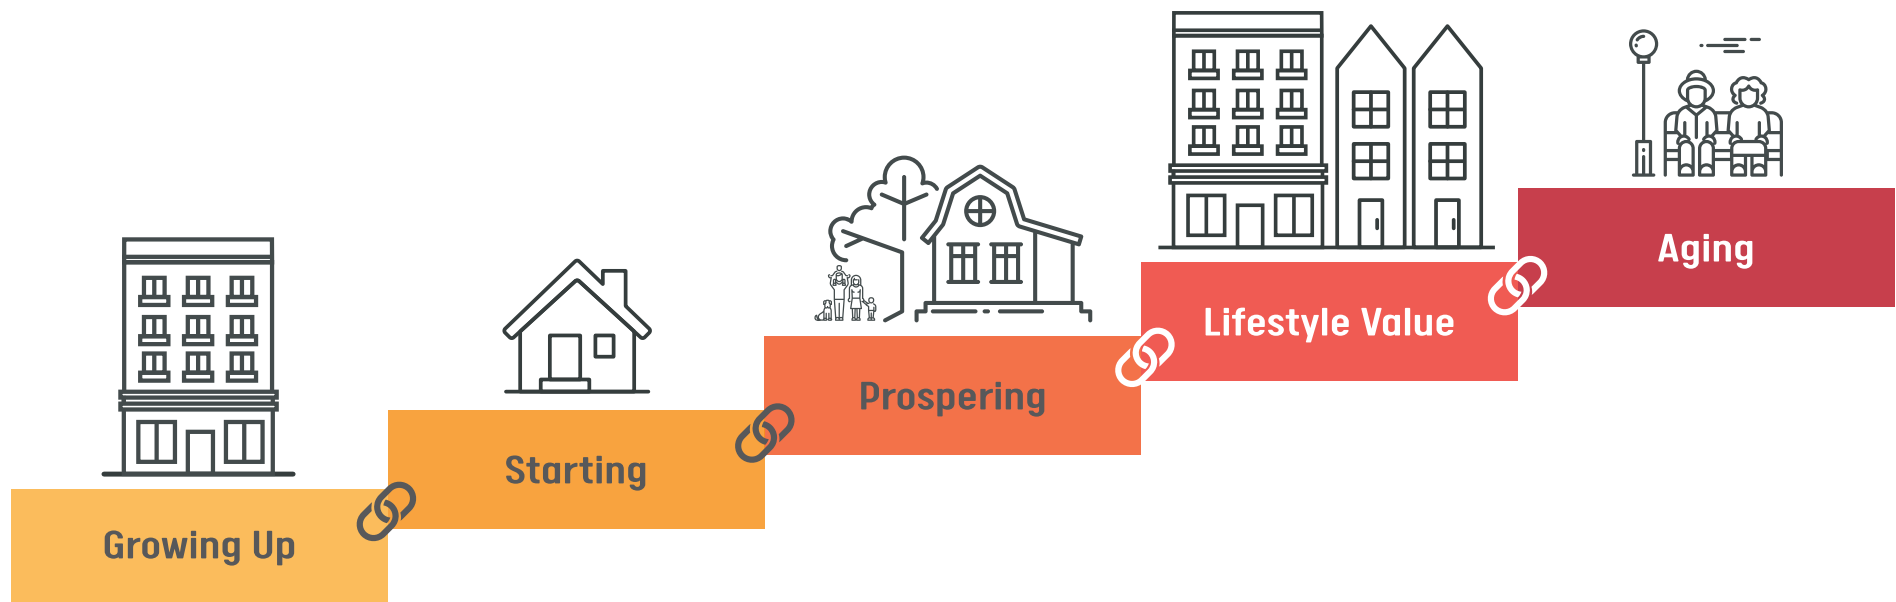 Growing Up
Starting
Prospering
Lifestyle Value
Aging